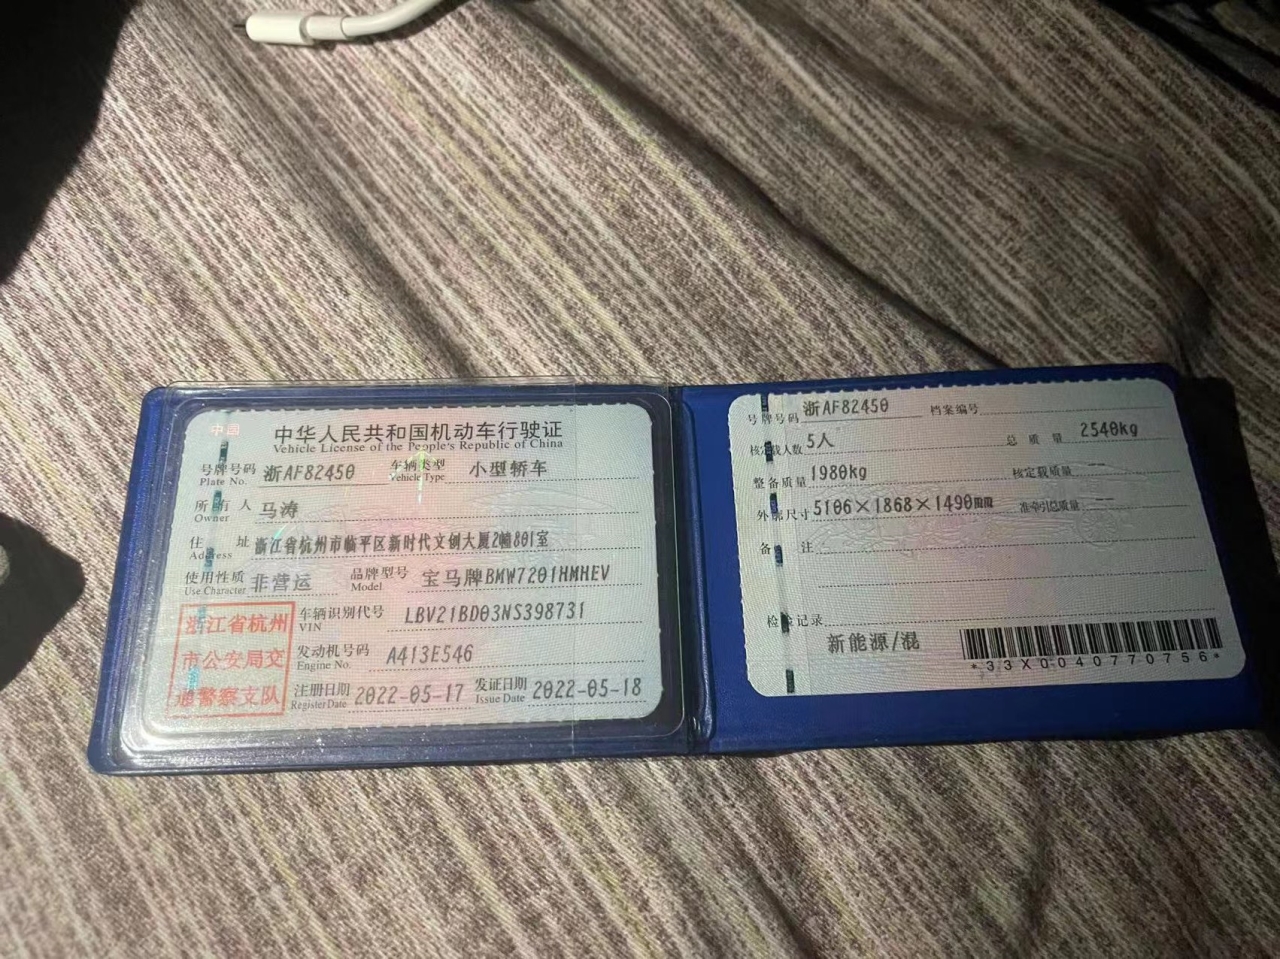 中国
中华人民共和国机动车行驶证
Vehicle License of the People's Republic of China
号牌号码 Plate No. 浙AF82450 车辆类型 Vehicle Type 小型轿车
所有人 Owner 马涛
住址 Address 浙江省杭州市临平区新时代文创大厦2幢801室
使用性质 Use Character 非营运 品牌型号 Model 宝马牌BMW7201HMHEV
浙江省杭州
市公安局交
通警察支队
车辆识别代号 VIN LBV21BD03NS398731
发动机号码 Engine No. A413E546
注册日期 Register Date 2022-05-17 发证日期 Issue Date 2022-05-18
号牌号码 浙AF82450 档案编号
核定载人数 5人 总质量 2540kg
整备质量 1980kg 核定载质量 --
外廓尺寸 5106×1868×1490mm 准牵引总质量 --
备注
检验记录
新能源/混
*33X0040770756*